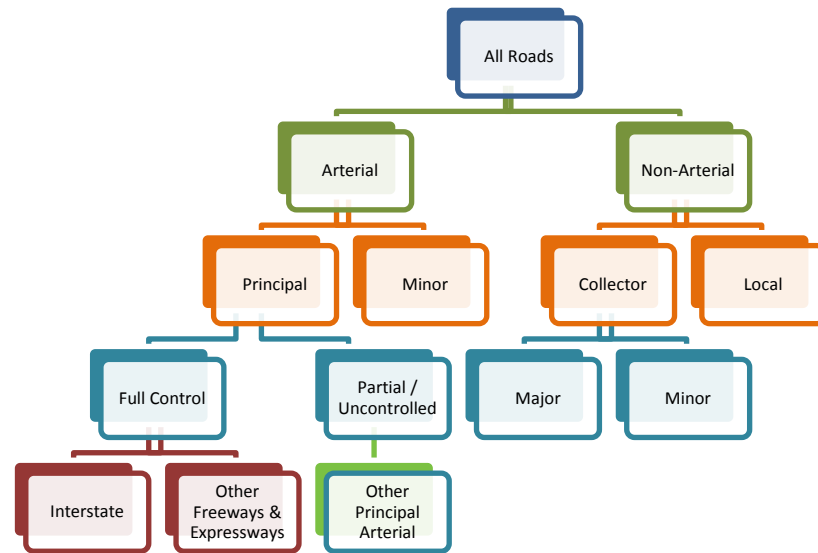 All Roads
Arterial
Non-Arterial
Principal
Minor
Collector
Local
Full Control
Partial /
Uncontrolled
Major
Minor
Interstate
Other
Freeways &
Expressways
Other
Principal
Arterial